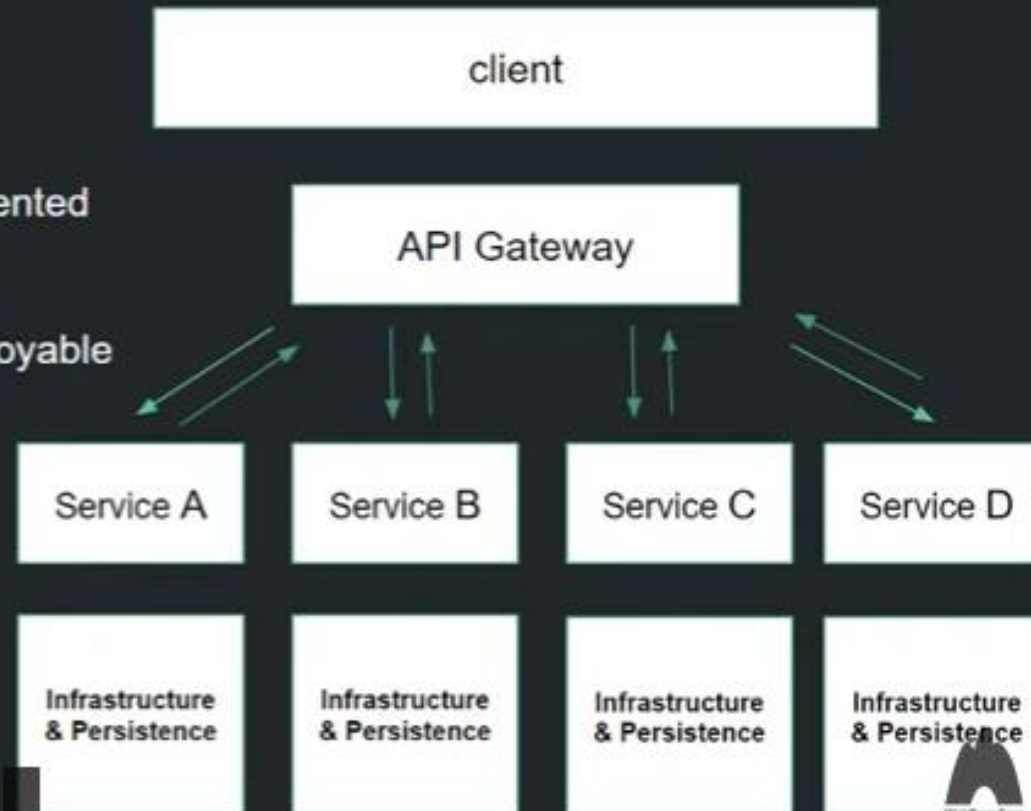 client
ented
API Gateway
oyable
Service A
Service B
Service C
Service D
Infrastructure
& Persistence
Infrastructure
& Persistence
Infrastructure
& Persistence
Infrastructure
& Persistence